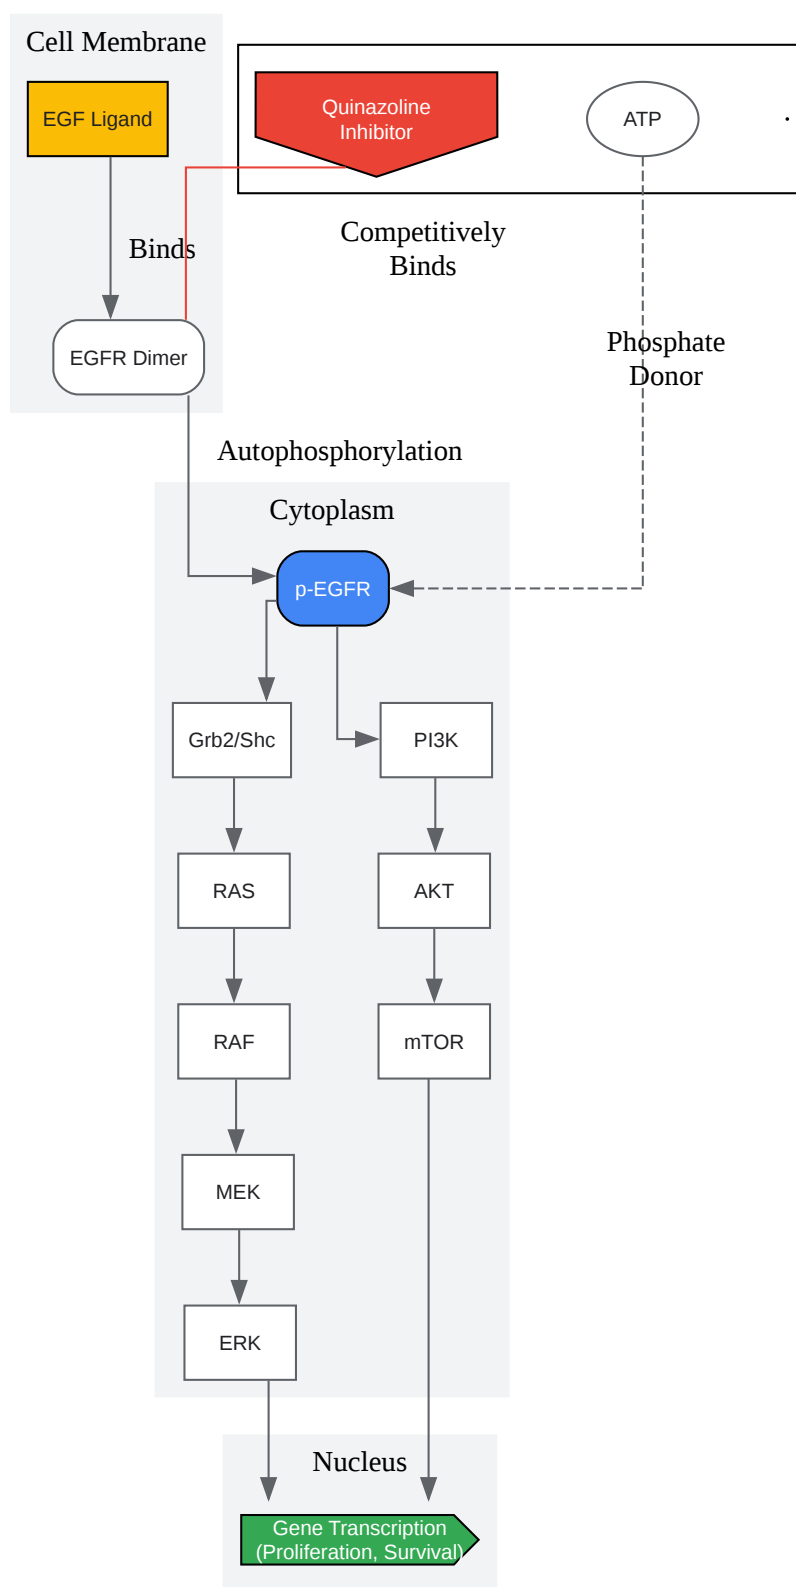 Cell Membrane
EGF Ligand
Quinazoline
Inhibitor
ATP
.
Binds
Competitively
Binds
Phosphate
Donor
EGFR Dimer
Autophosphorylation
Cytoplasm
p-EGFR
Grb2/Shc
PI3K
RAS
AKT
RAF
mTOR
MEK
ERK
Nucleus
Gene Transcription
(Proliferation, Survival)